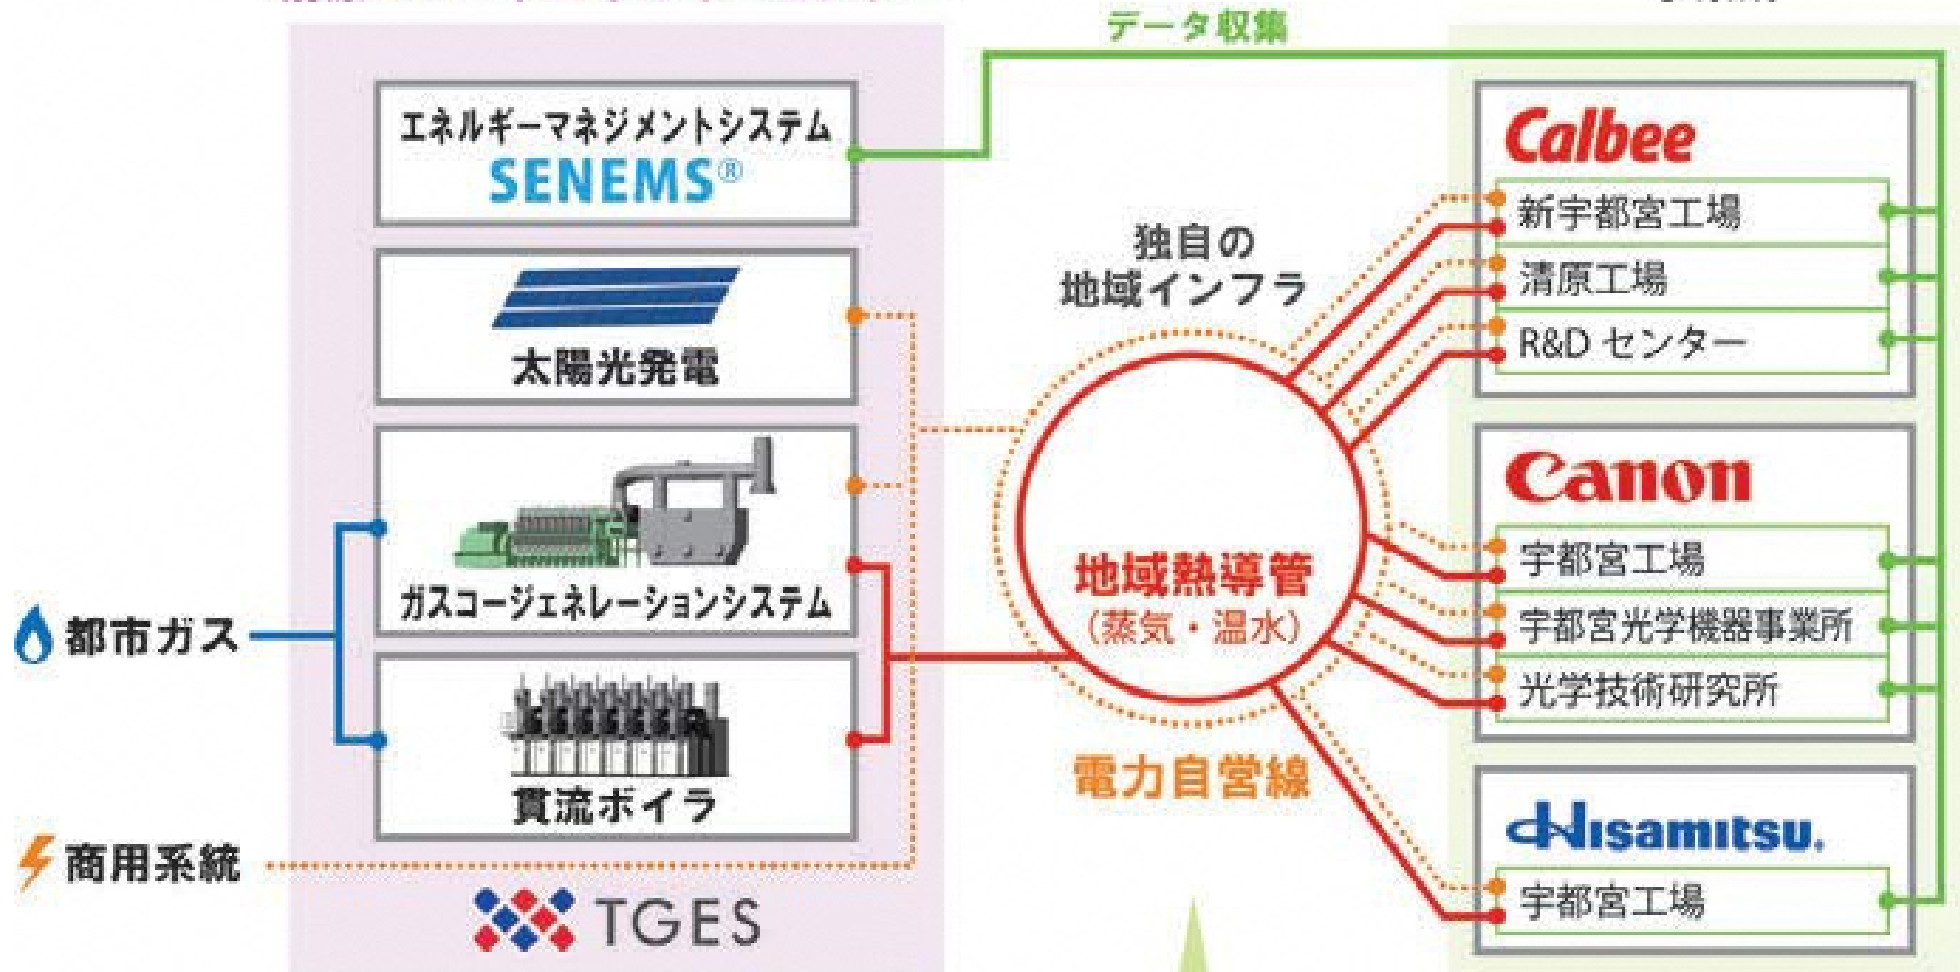 データ収集
エネルギーマネジメントシステム
SENEMS®
太陽光発電
ガスコージェネレーションシステム
貫流ボイラ
都市ガス
商用系統
TGES
独自の
地域インフラ
地域熱導管
(蒸気・温水)
電力自営線
Calbee
新宇都宮工場
清原工場
R&D センター
Canon
宇都宮工場
宇都宮光学機器事業所
光学技術研究所
Hisamitsu.
宇都宮工場